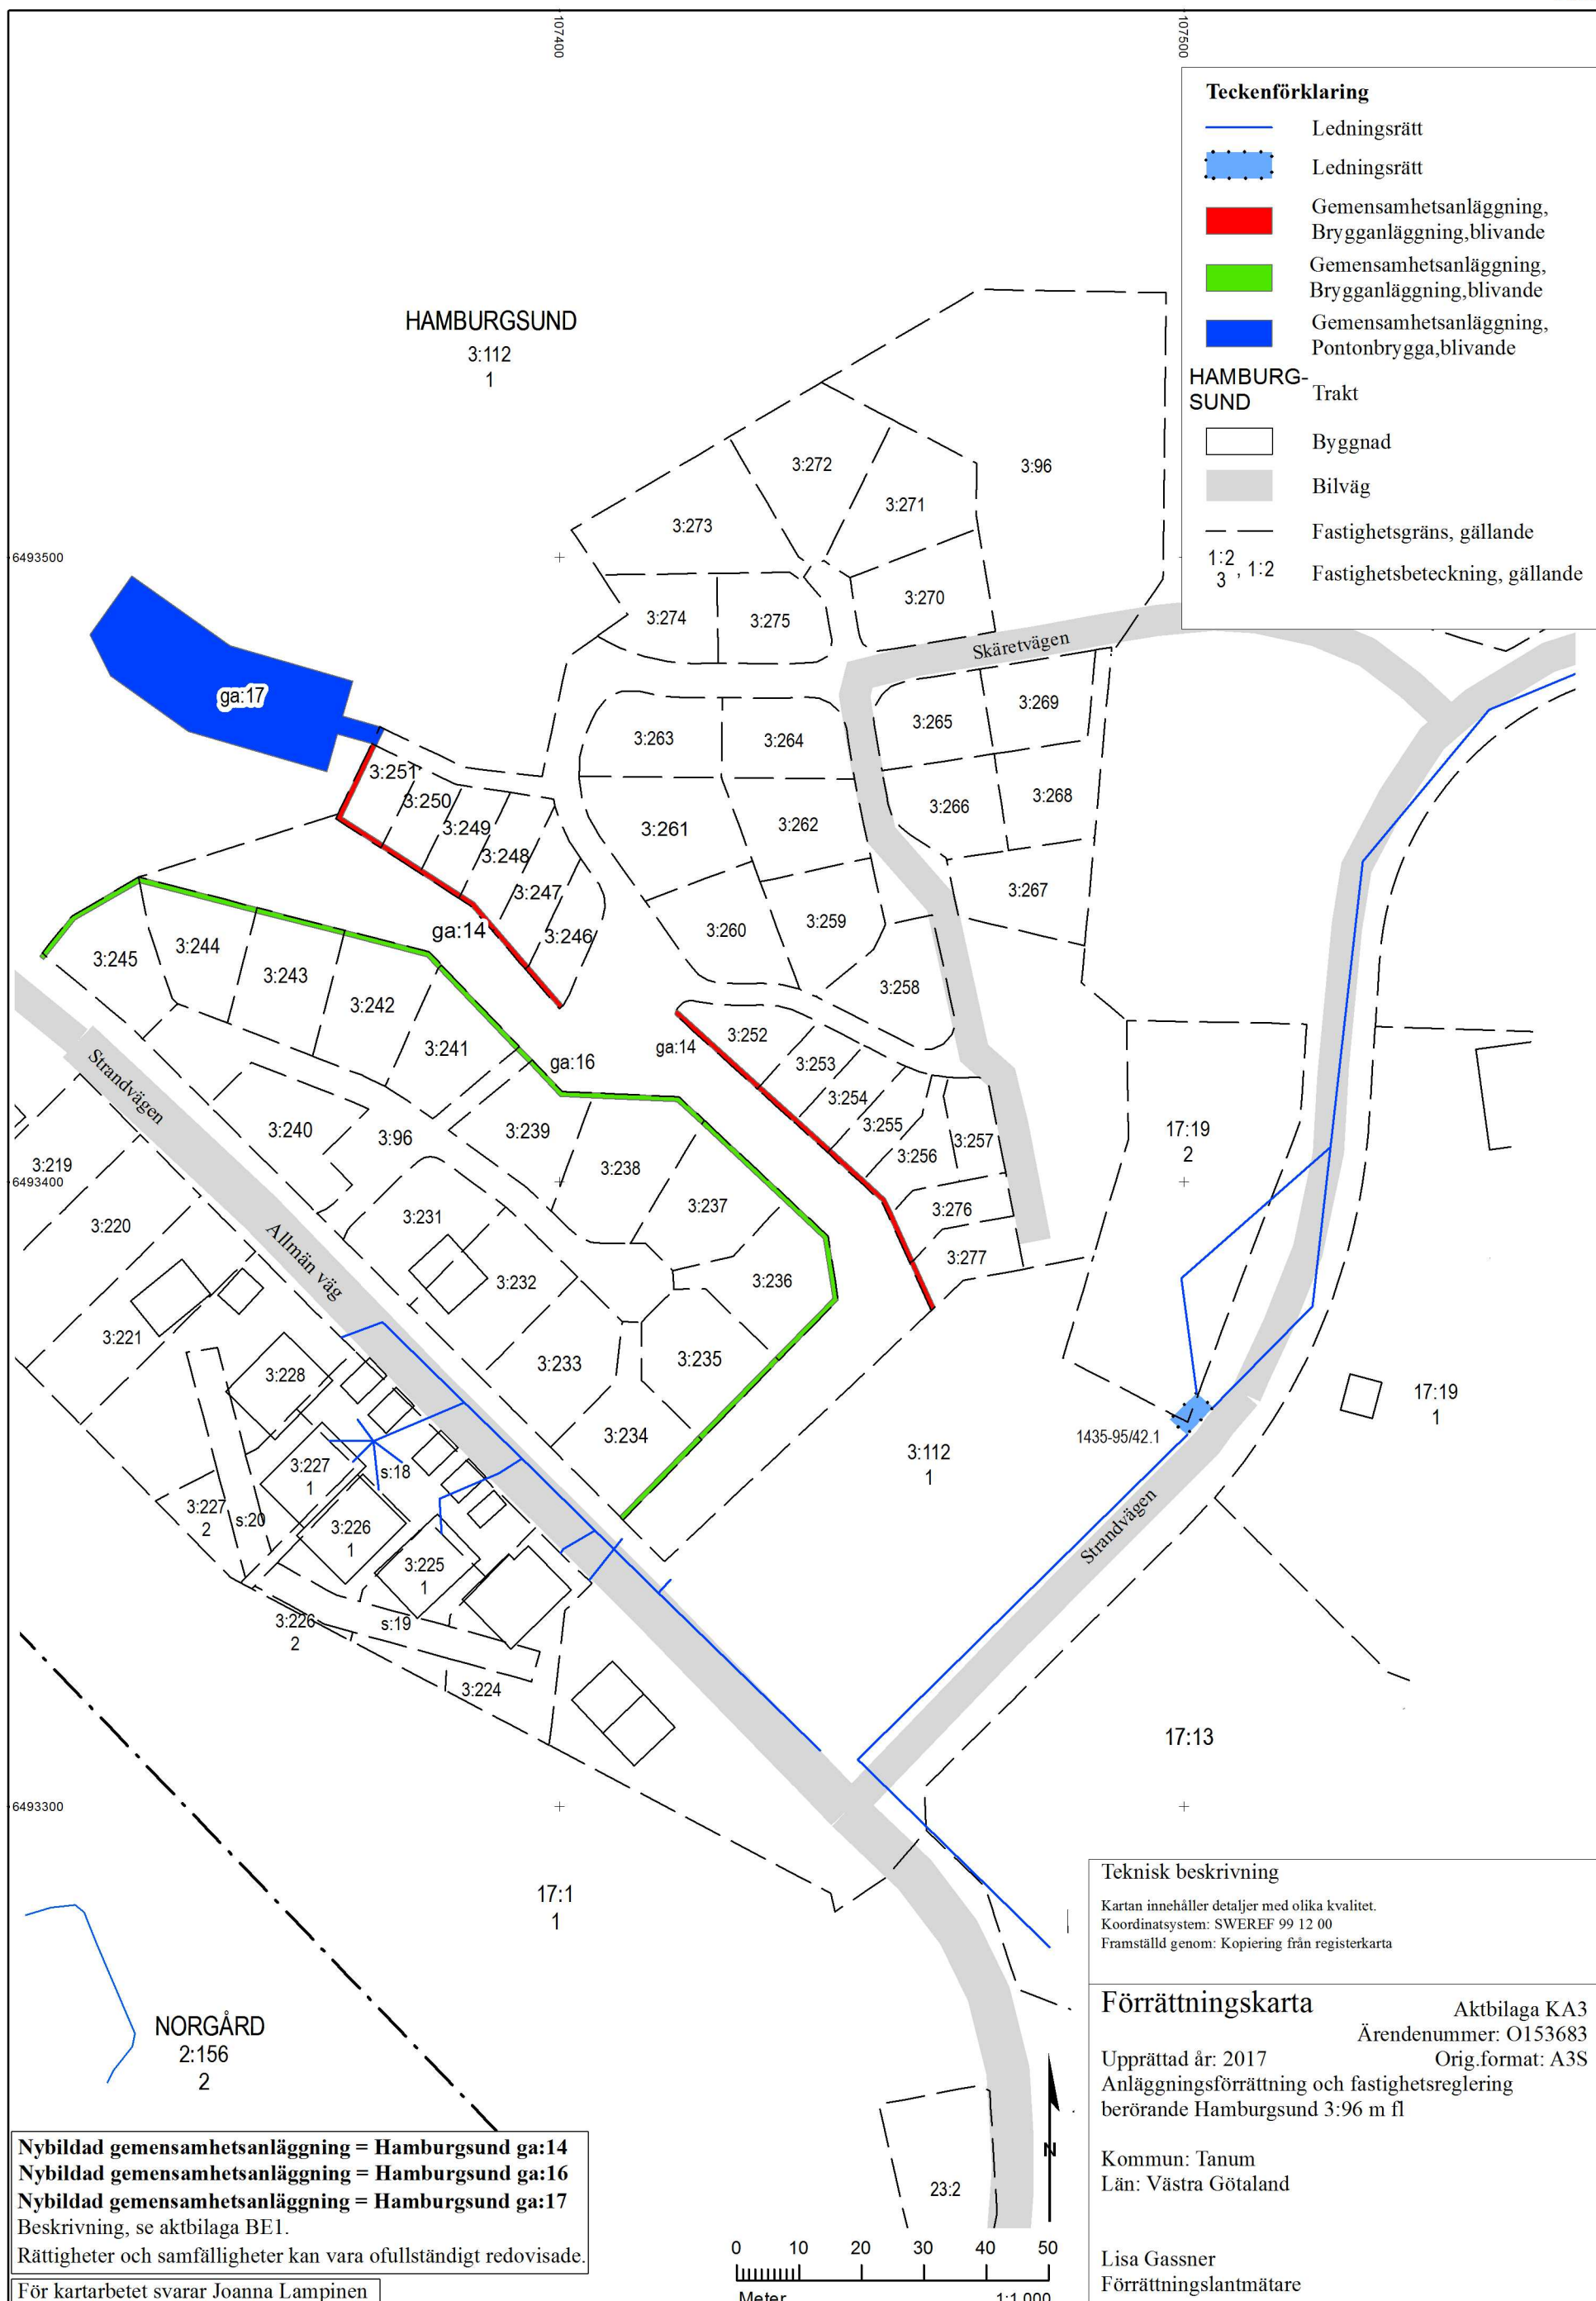 107400
107500
Teckenförklaring
Ledningsrätt
Ledningsrätt
Gemensamhetsanläggning,
Brygganläggning,blivande
Gemensamhetsanläggning,
Brygganläggning,blivande
Gemensamhetsanläggning,
Pontonbrygga,blivande
HAMBURG-
SUND
Trakt
Byggnad
Bilväg
Fastighetsgräns, gällande
1:2
3 , 1:2
Fastighetsbeteckning, gällande
HAMBURGSUND
3:112
1
3:272
3:96
3:271
3:273
6493500
3:270
3:274
3:275
Skäretvägen
ga:17
3:269
3:265
3:263
3:264
3:251
3:250
3:268
3:266
3:249
3:261
3:262
3:248
3:247
3:267
3:246
ga:14
3:260
3:259
3:244
3:245
3:243
3:258
3:242
3:252
3:241
ga:14
ga:16
3:253
Strandvägen
3:254
3:255
3:240
3:96
3:239
3:257
3:256
17:19
2
3:219
3:238
6493400
3:237
3:276
3:220
3:231
Allmän väg
3:277
3:232
3:236
3:221
3:233
3:235
3:228
17:19
1
3:234
1435-95/42.1
3:112
1
3:227
1
s:18
3:227
2
s:20
3:226
1
Strandvägen
3:225
1
3:226
2
s:19
3:224
17:13
6493300
17:1
1
Teknisk beskrivning
Kartan innehåller detaljer med olika kvalitet.
Koordinatsystem: SWEREF 99 12 00
Framställd genom: Kopiering från registerkarta
Förrättningskarta
Aktbilaga KA3
Ärendenummer: O153683
Upprättad år: 2017
Orig.format: A3S
Anläggningsförrättning och fastighetsreglering
berörande Hamburgsund 3:96 m fl
Kommun: Tanum
Län: Västra Götaland
Lisa Gassner
Förrättningslantmätare
NORGÅRD
2:156
2
N
23:2
Nybildad gemensamhetsanläggning = Hamburgsund ga:14
Nybildad gemensamhetsanläggning = Hamburgsund ga:16
Nybildad gemensamhetsanläggning = Hamburgsund ga:17
Beskrivning, se aktbilaga BE1.
Rättigheter och samfälligheter kan vara ofullständigt redovisade.
För kartarbetet svarar Joanna Lampinen
0 10 20 30 40 50
Meter 1:1 000